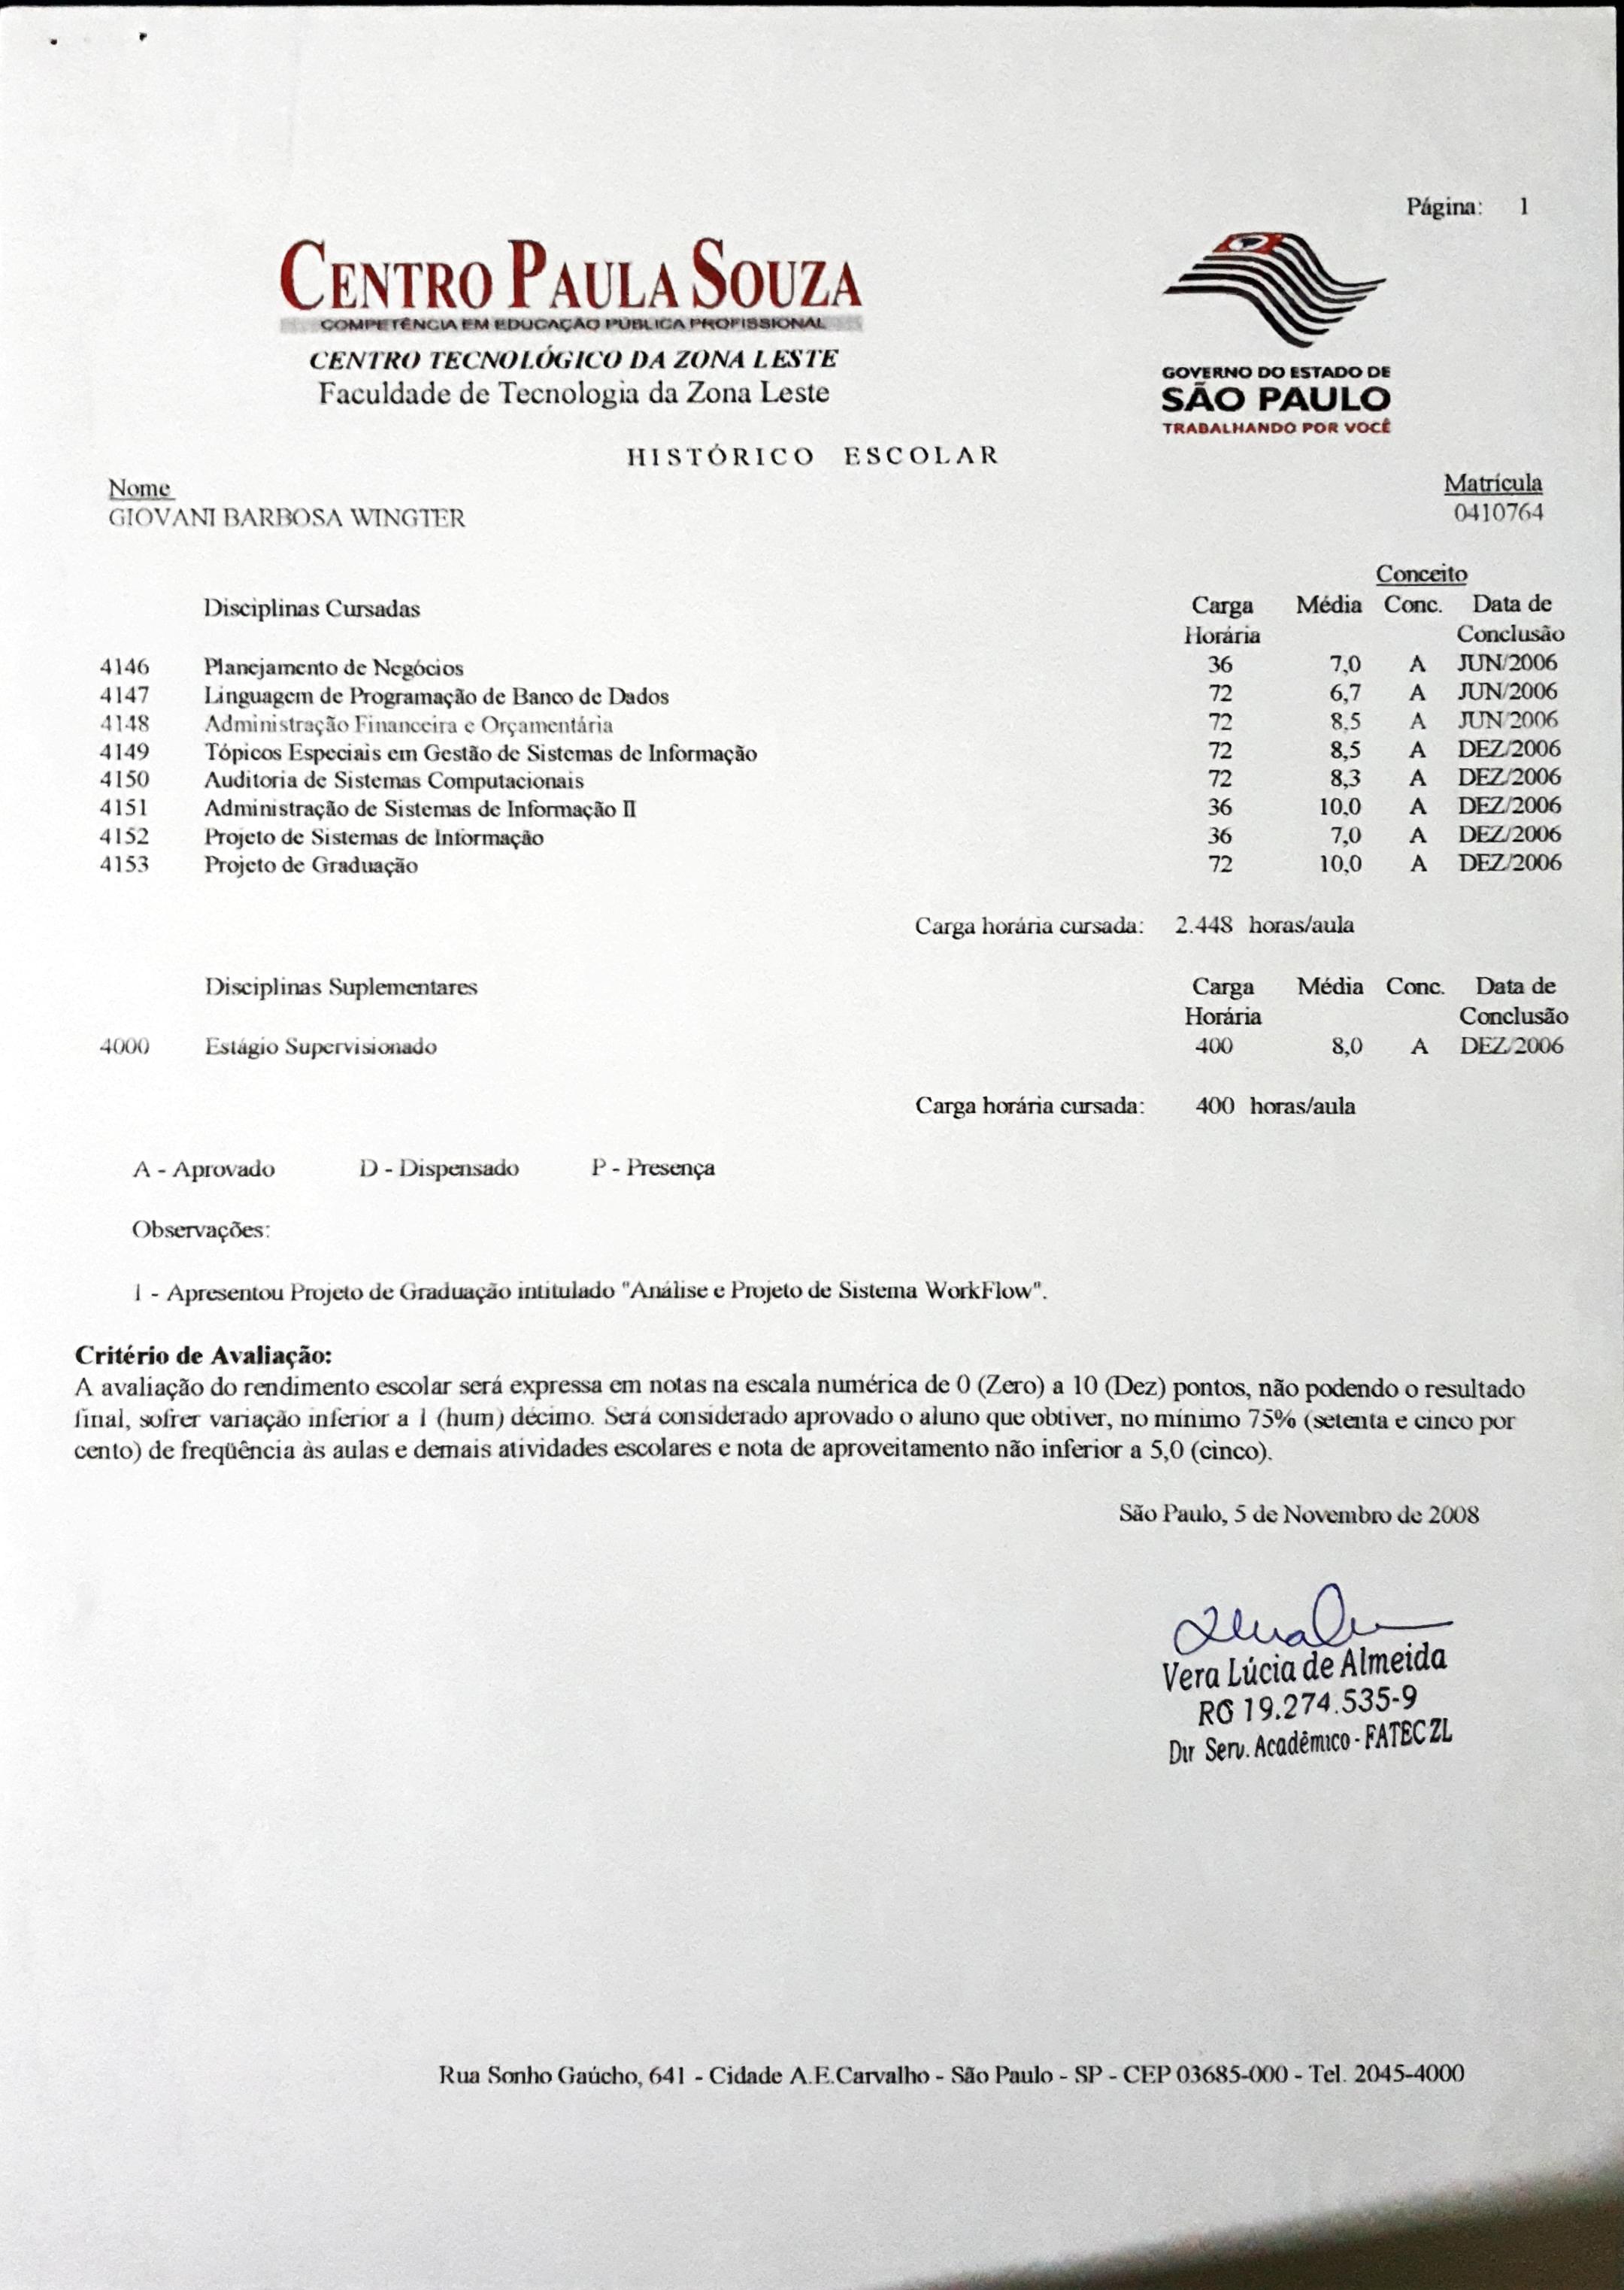 Página: 1
CENTRO PAULA SOUZA
COMPETÊNCIA EM EDUCAÇÃO PÚBLICA PROFISSIONAL
CENTRO TECNOLÓGICO DA ZONA LESTE
Faculdade de Tecnologia da Zona Leste
GOVERNO DO ESTADO DE
SÃO PAULO
TRABALHANDO POR VOCÊ
HISTÓRICO ESCOLAR
Nome Matrícula
GIOVANI BARBOSA WINGTER 0410764
Conceito
Disciplinas Cursadas Carga Média Conc. Data de
Horária Conclusão
4146 Planejamento de Negócios 36 7,0 A JUN/2006
4147 Linguagem de Programação de Banco de Dados 72 6,7 A JUN/2006
4148 Administração Financeira e Orçamentária 72 8,5 A JUN/2006
4149 Tópicos Especiais em Gestão de Sistemas de Informação 72 8,5 A DEZ/2006
4150 Auditoria de Sistemas Computacionais 72 8,3 A DEZ/2006
4151 Administração de Sistemas de Informação II 36 10,0 A DEZ/2006
4152 Projeto de Sistemas de Informação 36 7,0 A DEZ/2006
4153 Projeto de Graduação 72 10,0 A DEZ/2006
Carga horária cursada: 2.448 horas/aula
Disciplinas Suplementares Carga Média Conc. Data de
Horária Conclusão
4000 Estágio Supervisionado 400 8,0 A DEZ/2006
Carga horária cursada: 400 horas/aula
A - Aprovado D - Dispensado P - Presença
Observações:
1 - Apresentou Projeto de Graduação intitulado "Análise e Projeto de Sistema WorkFlow".
Critério de Avaliação:
A avaliação do rendimento escolar será expressa em notas na escala numérica de 0 (Zero) a 10 (Dez) pontos, não podendo o resultado
final, sofrer variação inferior a 1 (hum) décimo. Será considerado aprovado o aluno que obtiver, no mínimo 75% (setenta e cinco por
cento) de freqüência às aulas e demais atividades escolares e nota de aproveitamento não inferior a 5,0 (cinco).
São Paulo, 5 de Novembro de 2008
Vera Lúcia de Almeida
RG 19.274.535-9
Dir Serv. Acadêmico - FATEC ZL
Rua Sonho Gaúcho, 641 - Cidade A.E.Carvalho - São Paulo - SP - CEP 03685-000 - Tel. 2045-4000